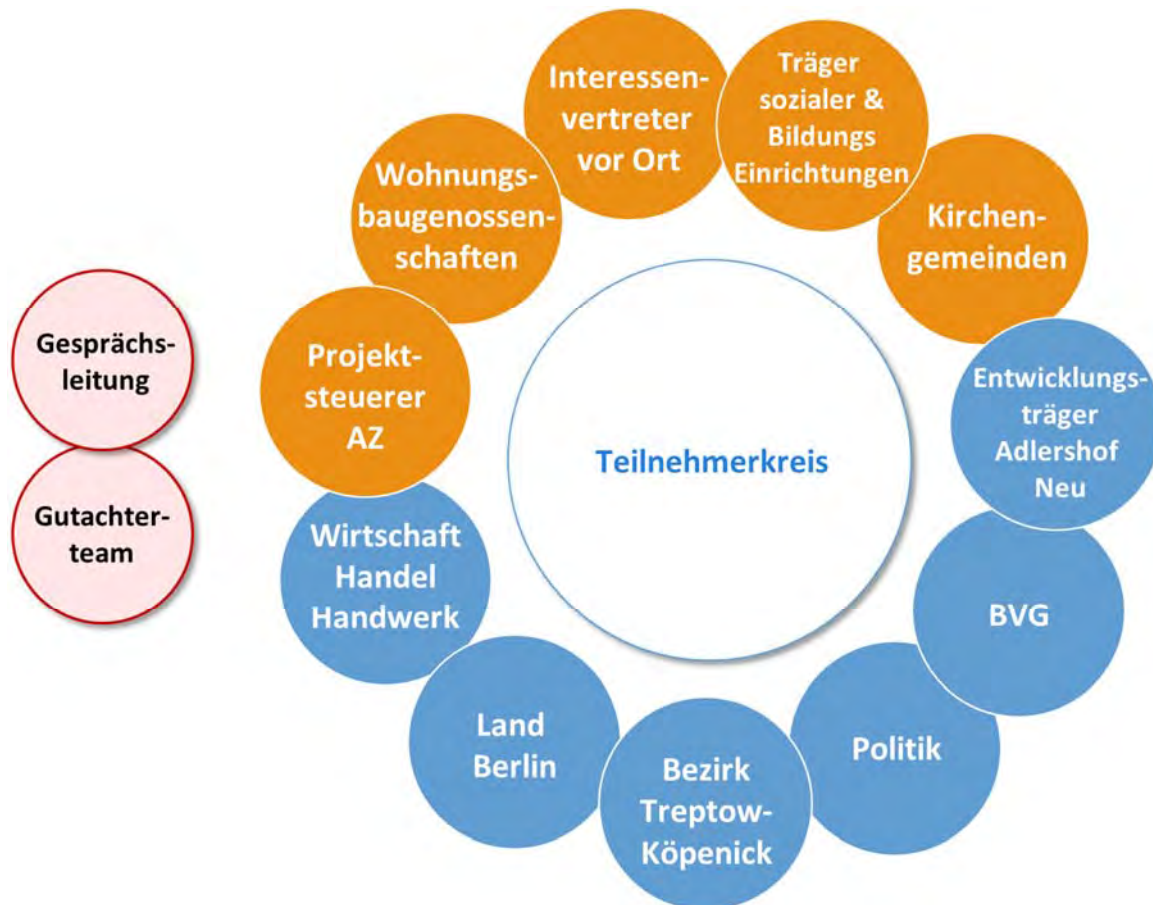 Interessen-
vertreter
vor Ort
Träger
sozialer &
Bildungs
Einrichtungen
Wohnungs-
baugenossen-
schaften
Kirchen-
gemeinden
Gesprächs-
leitung
Projekt-
steuerer
AZ
Entwicklungs-
träger
Adlershof
Neu
Teilnehmerkreis
Gutachter-
team
Wirtschaft
Handel
Handwerk
BVG
Land
Berlin
Politik
Bezirk
Treptow-
Köpenick